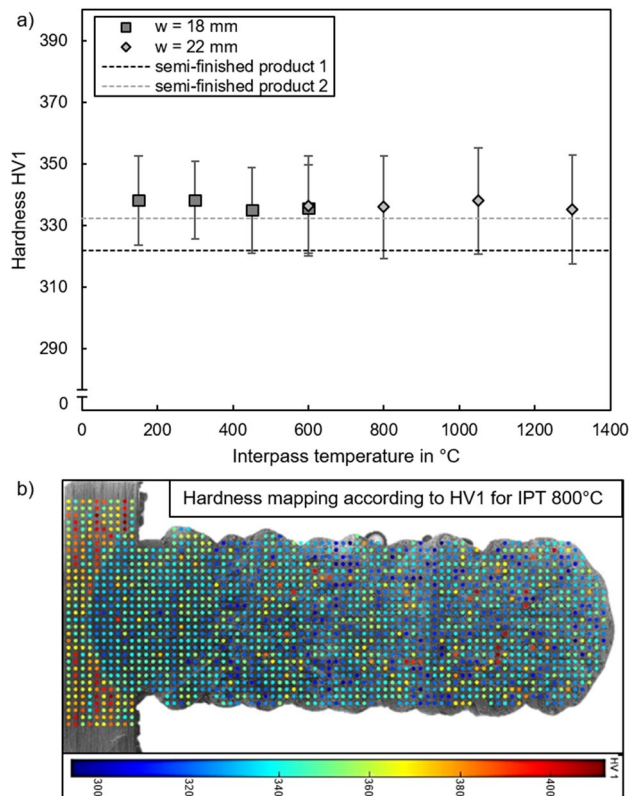 a)
390
370
350
330
310
290
0
Hardness HV1
w = 18 mm
w = 22 mm
semi-finished product 1
semi-finished product 2
0 200 400 600 800 1000 1200 1400
Interpass temperature in °C
b)
Hardness mapping according to HV1 for IPT 800°C
300 320 340 360 380 400
HV 1